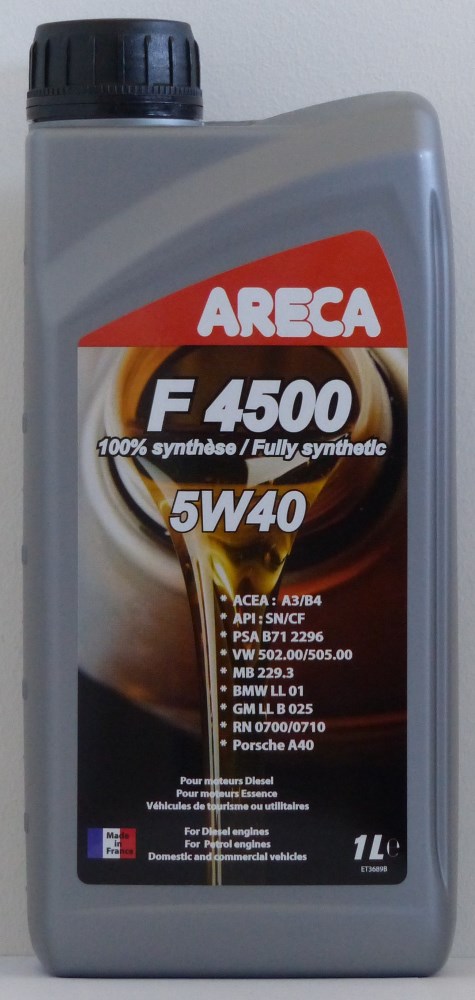 ARECA
F 4500
100% synthèse / Fully synthetic
5W40
* ACEA : A3/B4
* API : SN/CF
* PSA B71 2296
* VW 502.00/505.00
* MB 229.3
* BMW LL 01
* GM LL B 025
* RN 0700/0710
* Porsche A40
Pour moteurs Diesel
Pour moteurs Essence
Véhicules de tourisme ou utilitaires
Made
in
France
For Diesel engines
For Petrol engines
Domestic and commercial vehicles
1L℮
ET3689B